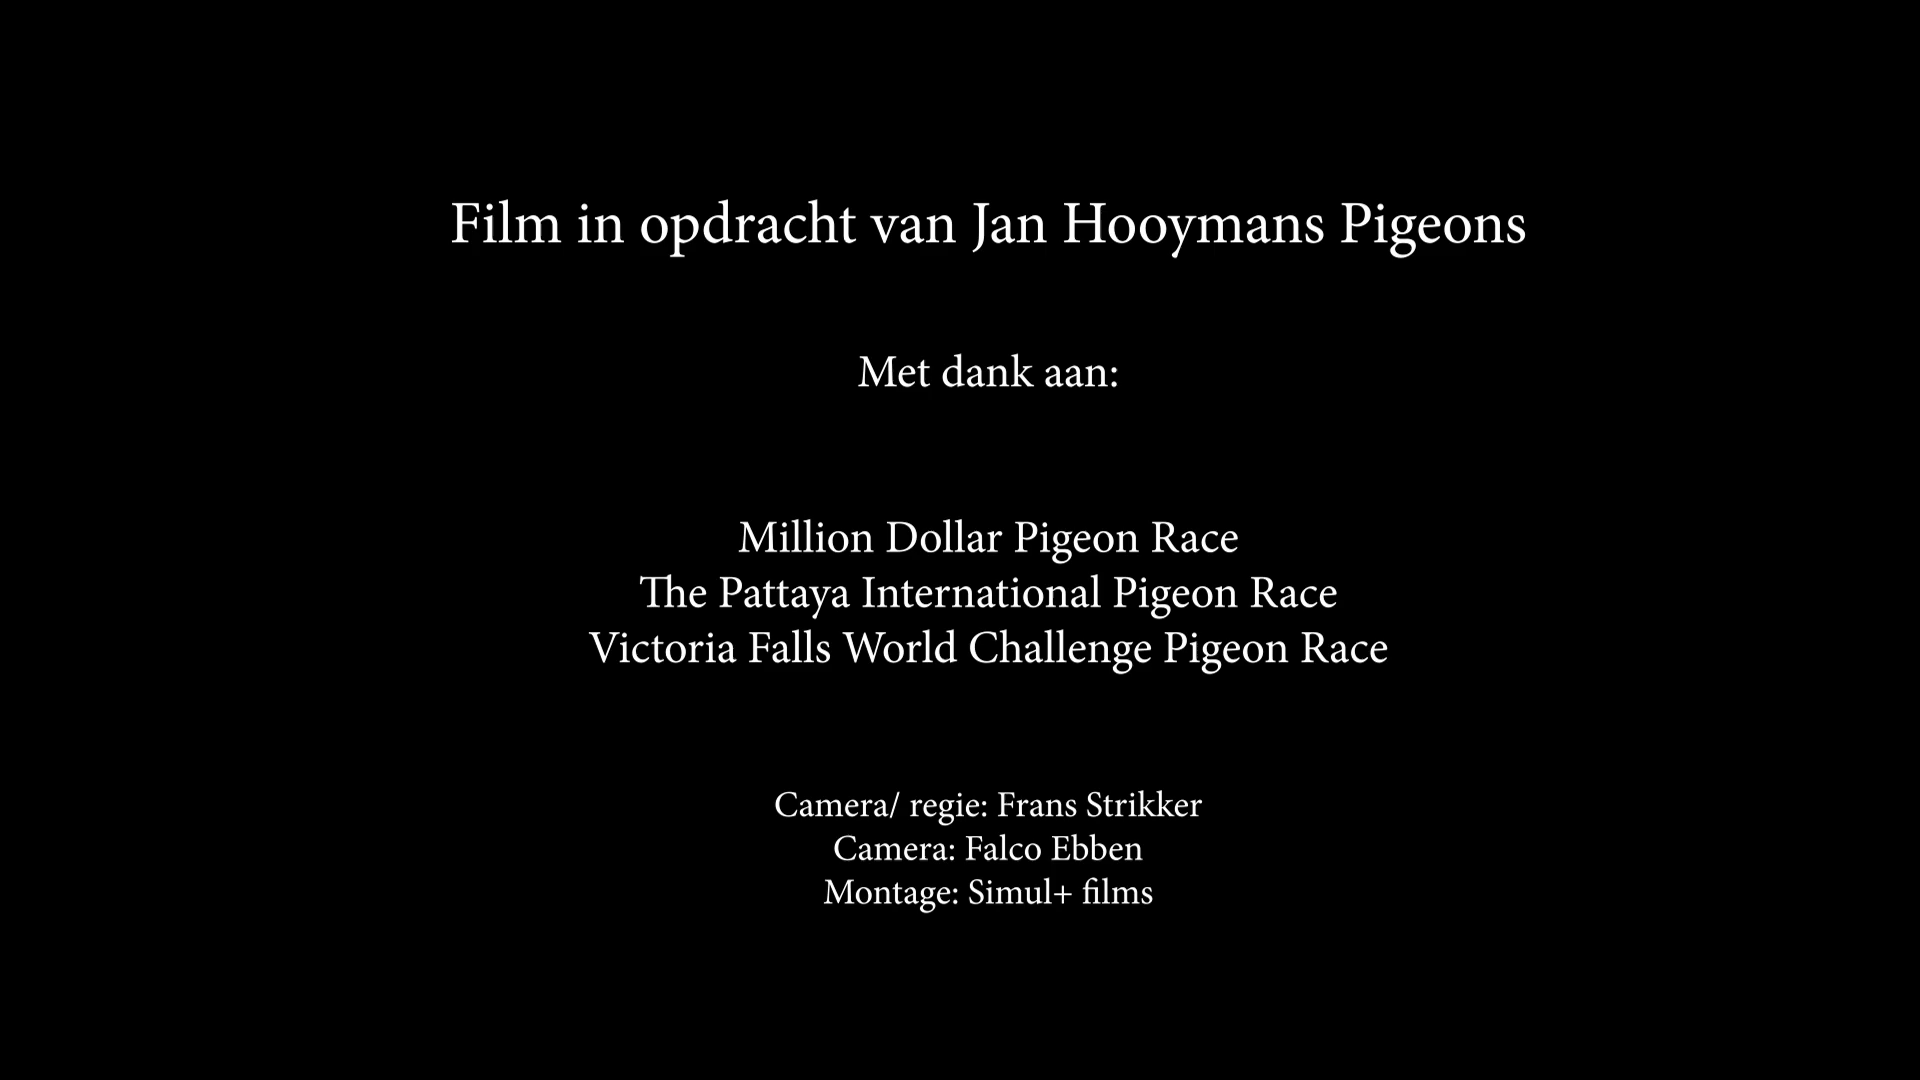 Film in opdracht van Jan Hooymans Pigeons
Met dank aan:
Million Dollar Pigeon Race
The Pattaya International Pigeon Race
Victoria Falls World Challenge Pigeon Race
Camera/ regie: Frans Strikker
Camera: Falco Ebben
Montage: Simul+ films